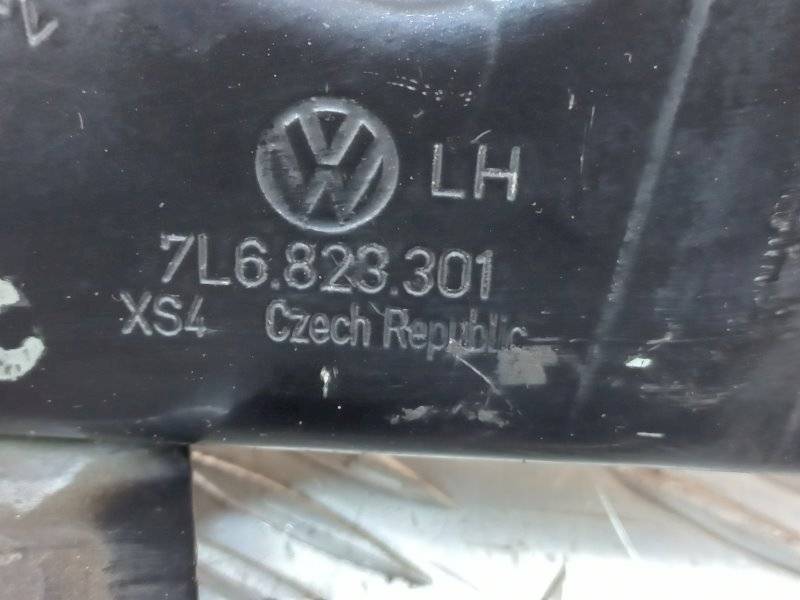 LH
7L6.823.301
XS4 Czech Republic